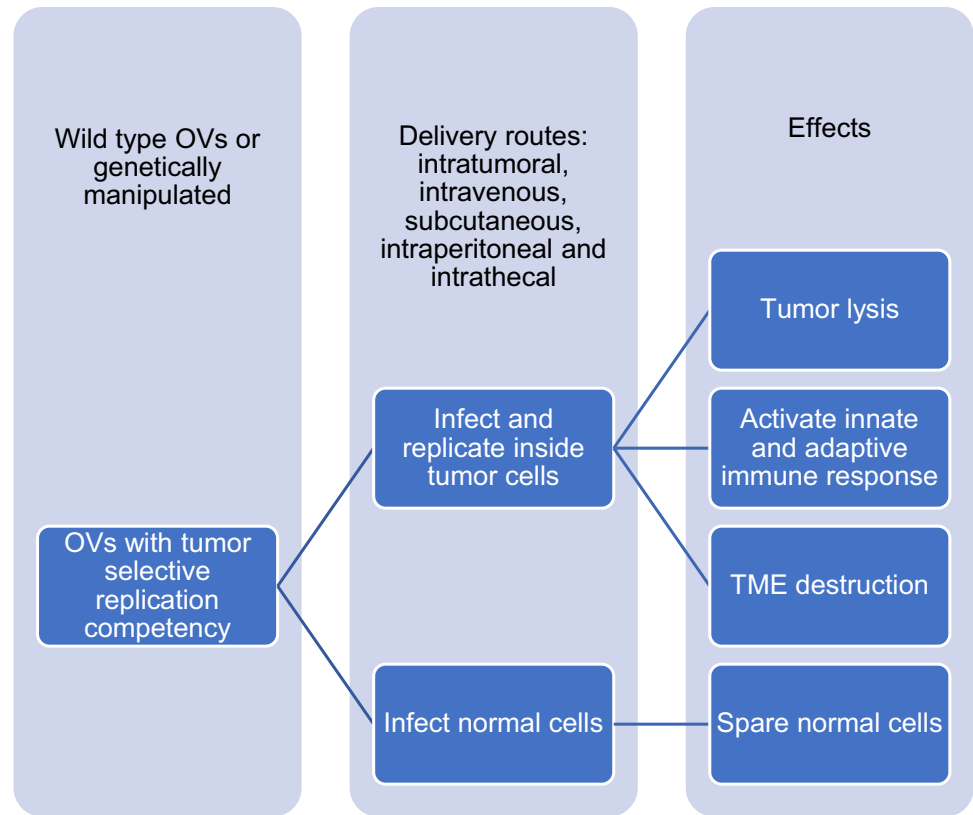 Wild type OVs or
genetically
manipulated
OVs with tumor
selective
replication
competency
Delivery routes:
intratumoral,
intravenous,
subcutaneous,
intraperitoneal and
intrathecal
Infect and
replicate inside
tumor cells
Infect normal cells
Effects
Tumor lysis
Activate innate
and adaptive
immune response
TME destruction
Spare normal cells